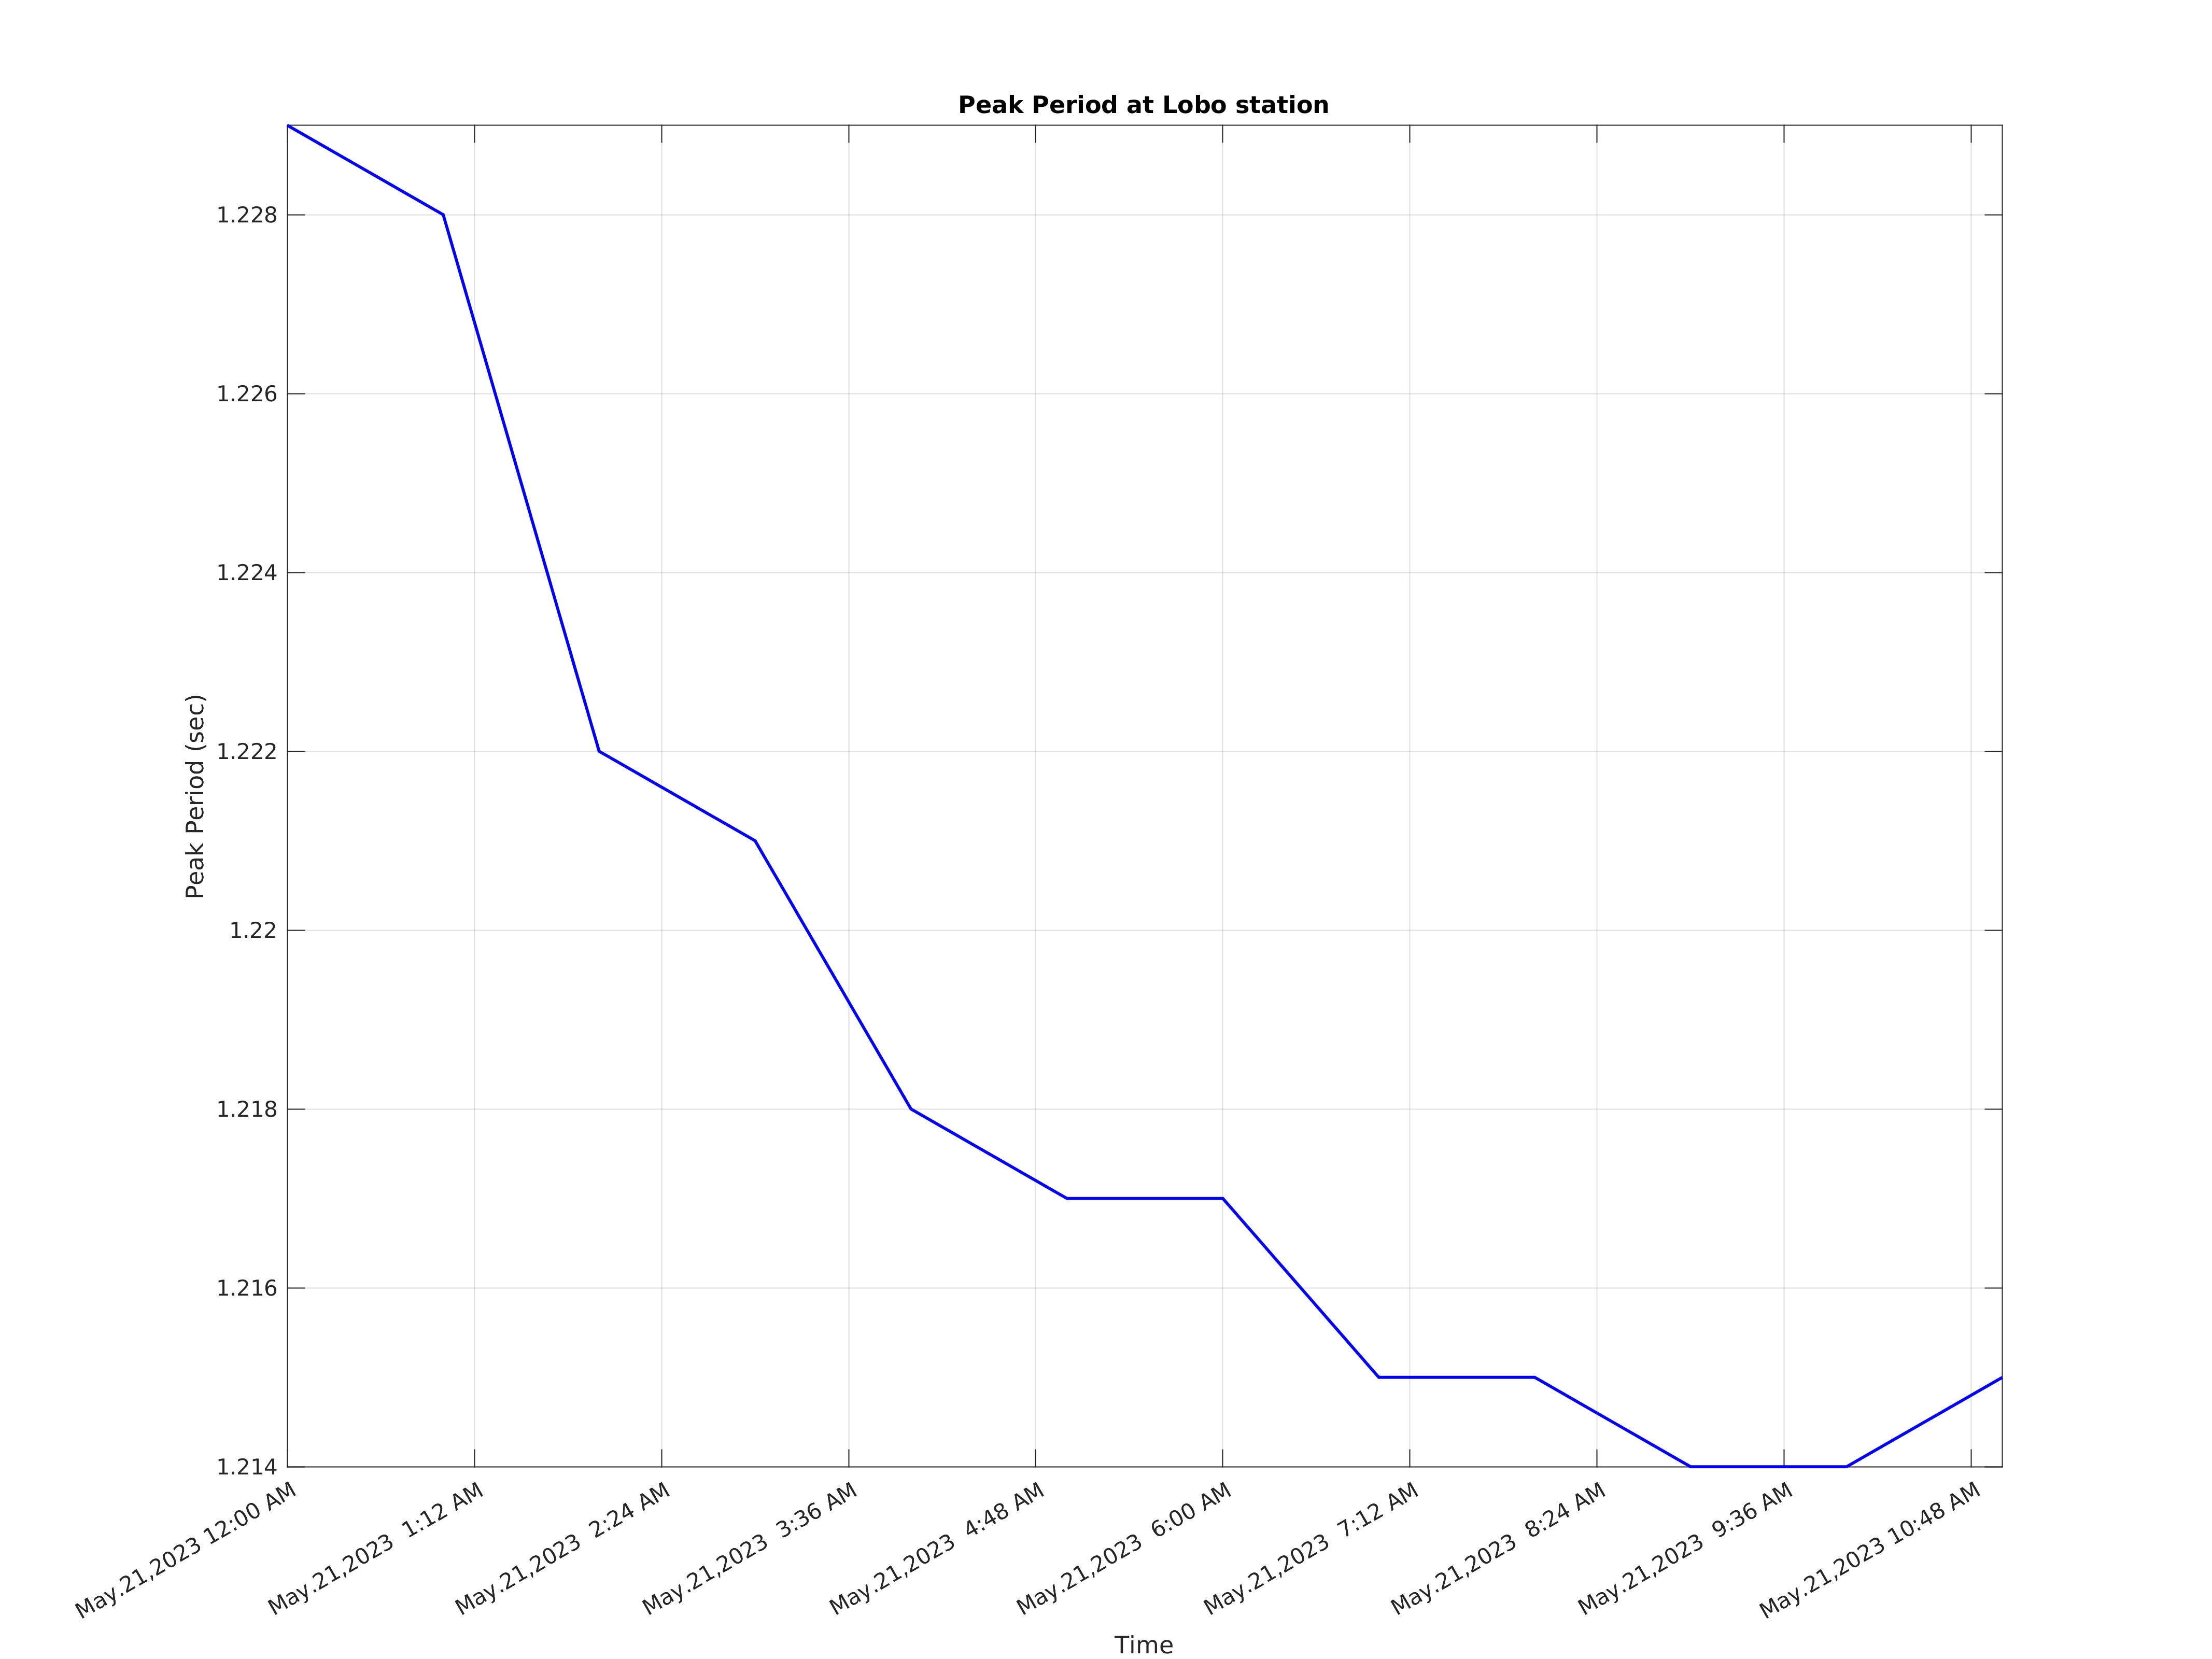 Peak Period at Lobo station
Peak Period (sec)
1.228
1.226
1.224
1.222
1.22
1.218
1.216
1.214
May.21,2023 12:00 AM
May.21,2023  1:12 AM
May.21,2023  2:24 AM
May.21,2023  3:36 AM
May.21,2023  4:48 AM
May.21,2023  6:00 AM
May.21,2023  7:12 AM
May.21,2023  8:24 AM
May.21,2023  9:36 AM
May.21,2023 10:48 AM
Time